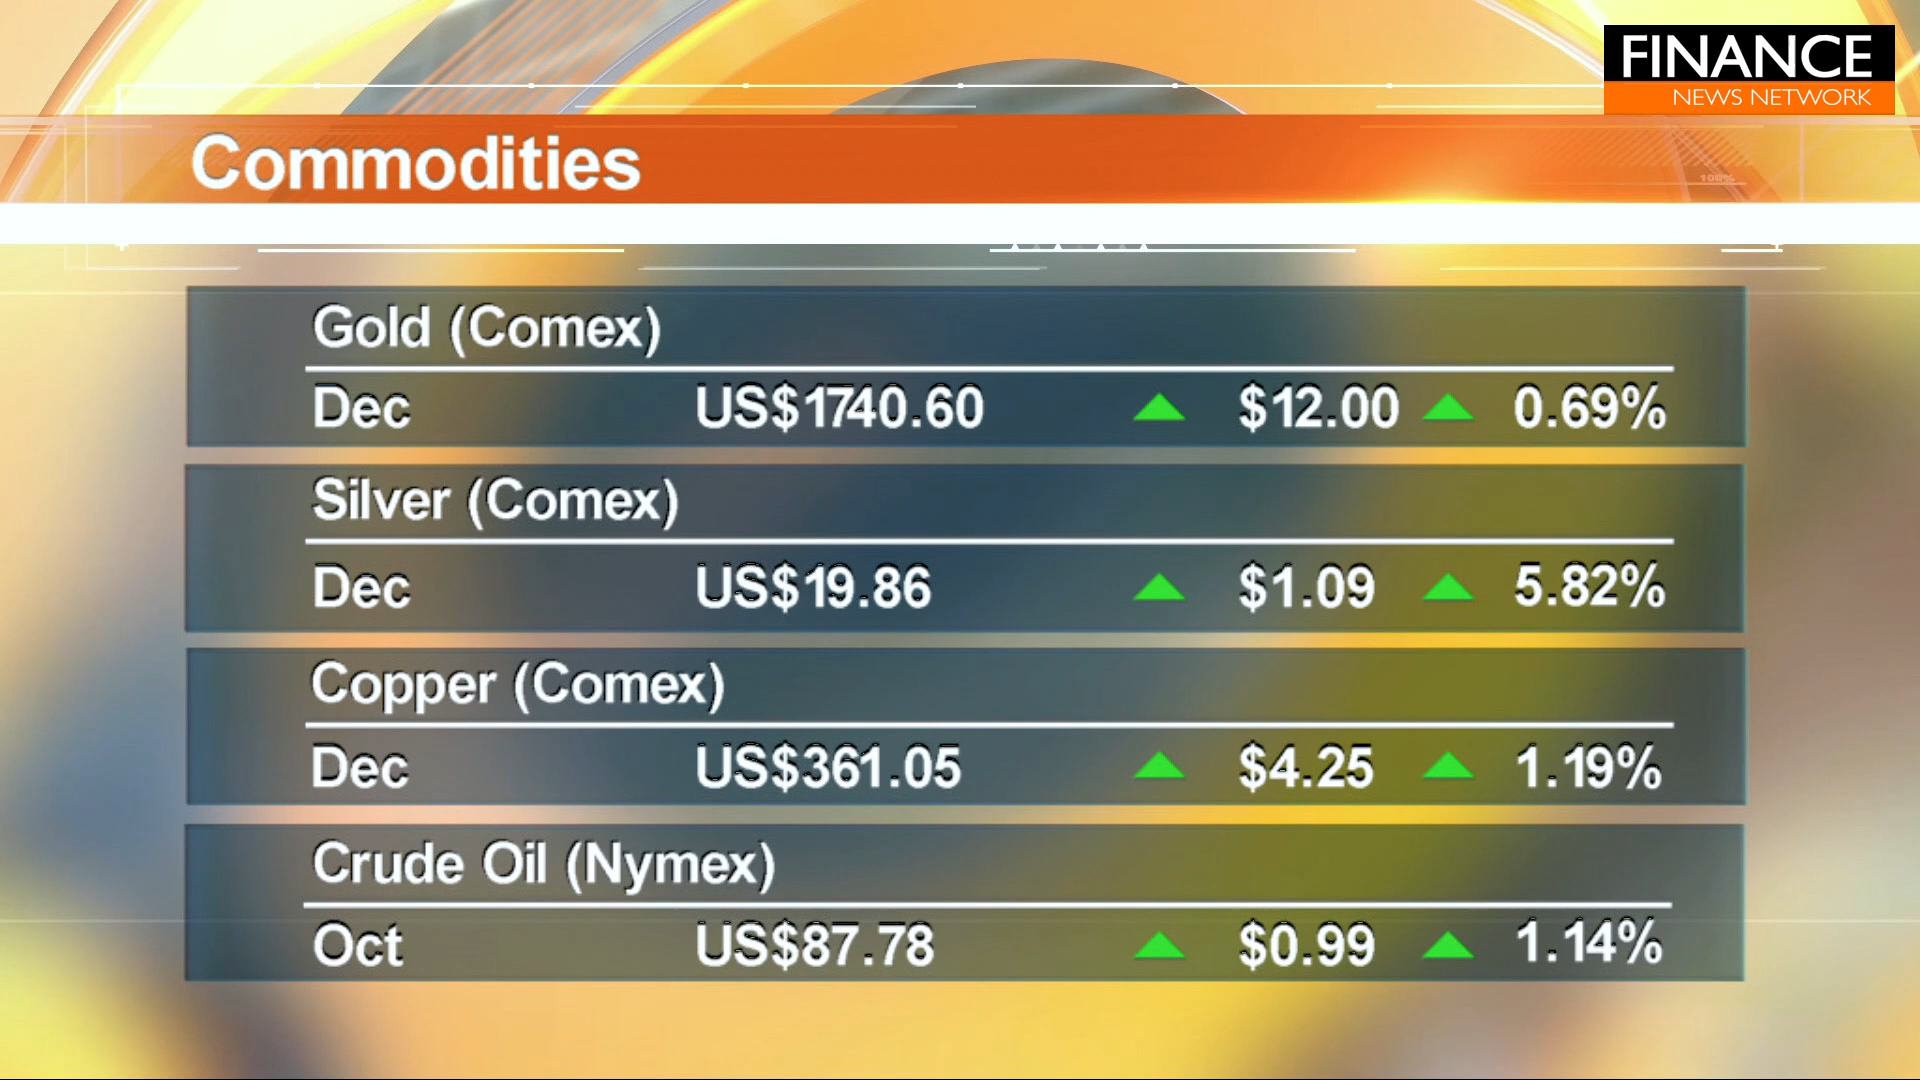 FINANCE
NEWS NETWORK
Commodities
100%
Gold (Comex)
Dec US$1740.60 $12.00 0.69%
Silver (Comex)
Dec US$19.86 $1.09 5.82%
Copper (Comex)
Dec US$361.05 $4.25 1.19%
Crude Oil (Nymex)
Oct US$87.78 $0.99 1.14%